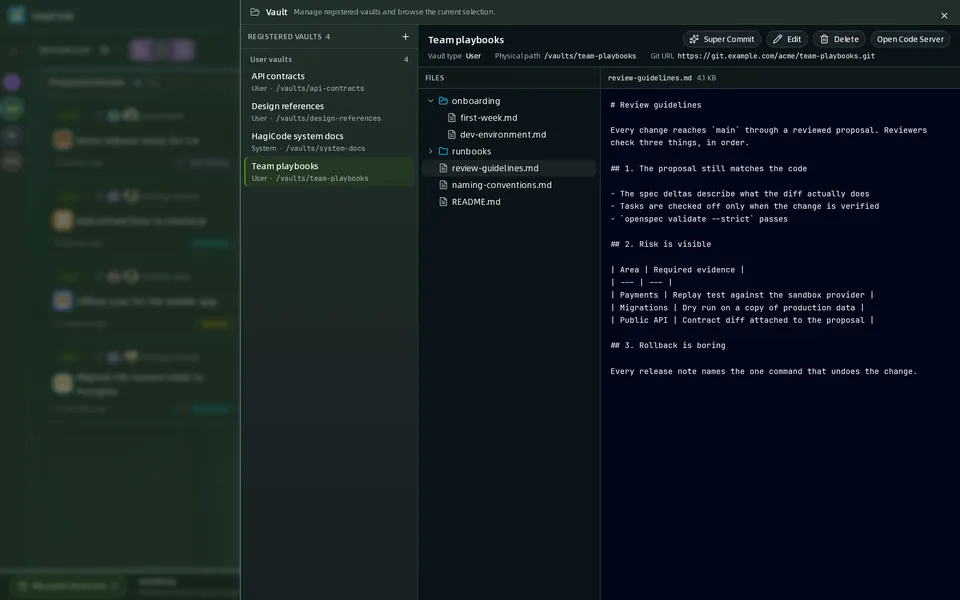 Vault Manage registered vaults and browse the current selection.
REGISTERED VAULTS 4
User vaults 4
API contracts
User · /vaults/api-contracts
Design references
User · /vaults/design-references
HagiCode system docs
System · /vaults/system-docs
Team playbooks
User · /vaults/team-playbooks
Team playbooks
Super Commit
Edit
Delete
Open Code Server
Vault type User Physical path /vaults/team-playbooks Git URL https://git.example.com/acme/team-playbooks.git
FILES
onboarding
first-week.md
dev-environment.md
runbooks
review-guidelines.md
naming-conventions.md
README.md
review-guidelines.md 4.1 KB
# Review guidelines
Every change reaches `main` through a reviewed proposal. Reviewers
check three things, in order.
## 1. The proposal still matches the code
- The spec deltas describe what the diff actually does
- Tasks are checked off only when the change is verified
- `openspec validate --strict` passes
## 2. Risk is visible
| Area | Required evidence |
| --- | --- |
| Payments | Replay test against the sandbox provider |
| Migrations | Dry run on a copy of production data |
| Public API | Contract diff attached to the proposal |
## 3. Rollback is boring
Every release note names the one command that undoes the change.